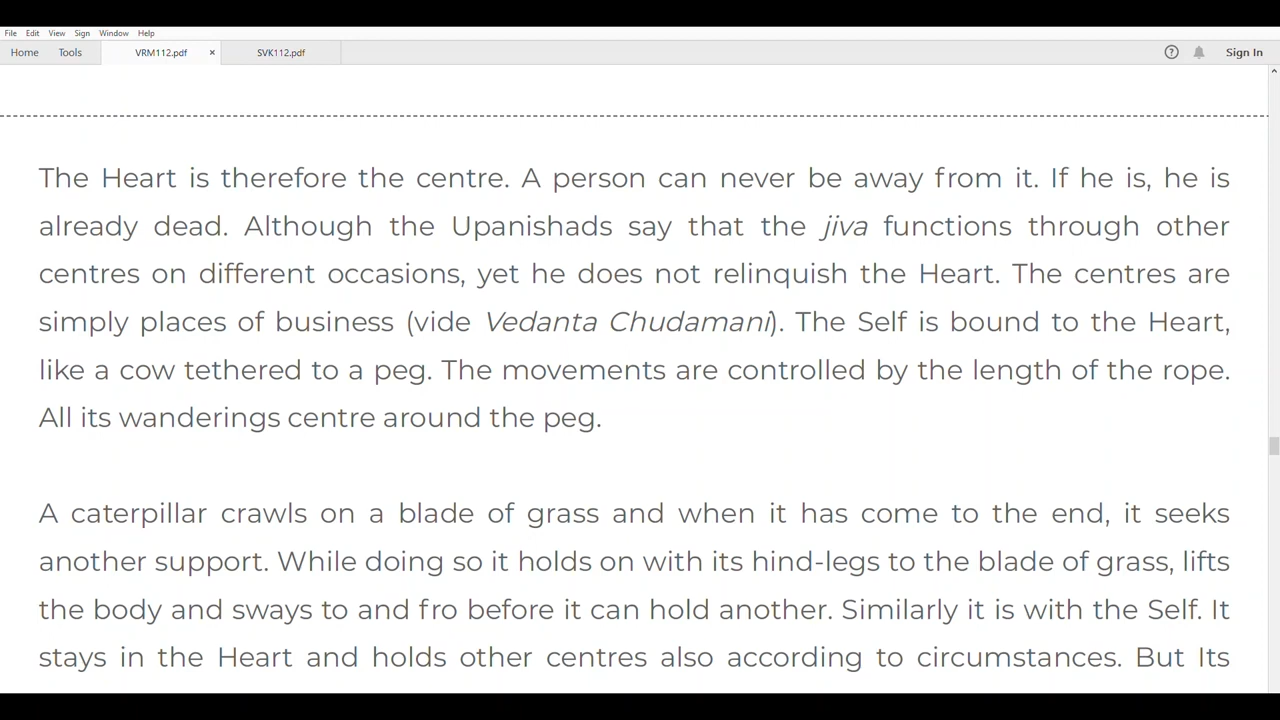 File Edit View Sign Window Help
Home Tools VRM112.pdf × SVK112.pdf ? Sign In
The Heart is therefore the centre. A person can never be away from it. If he is, he is
already dead. Although the Upanishads say that the jiva functions through other
centres on different occasions, yet he does not relinquish the Heart. The centres are
simply places of business (vide Vedanta Chudamani). The Self is bound to the Heart,
like a cow tethered to a peg. The movements are controlled by the length of the rope.
All its wanderings centre around the peg.
A caterpillar crawls on a blade of grass and when it has come to the end, it seeks
another support. While doing so it holds on with its hind-legs to the blade of grass, lifts
the body and sways to and fro before it can hold another. Similarly it is with the Self. It
stays in the Heart and holds other centres also according to circumstances. But Its